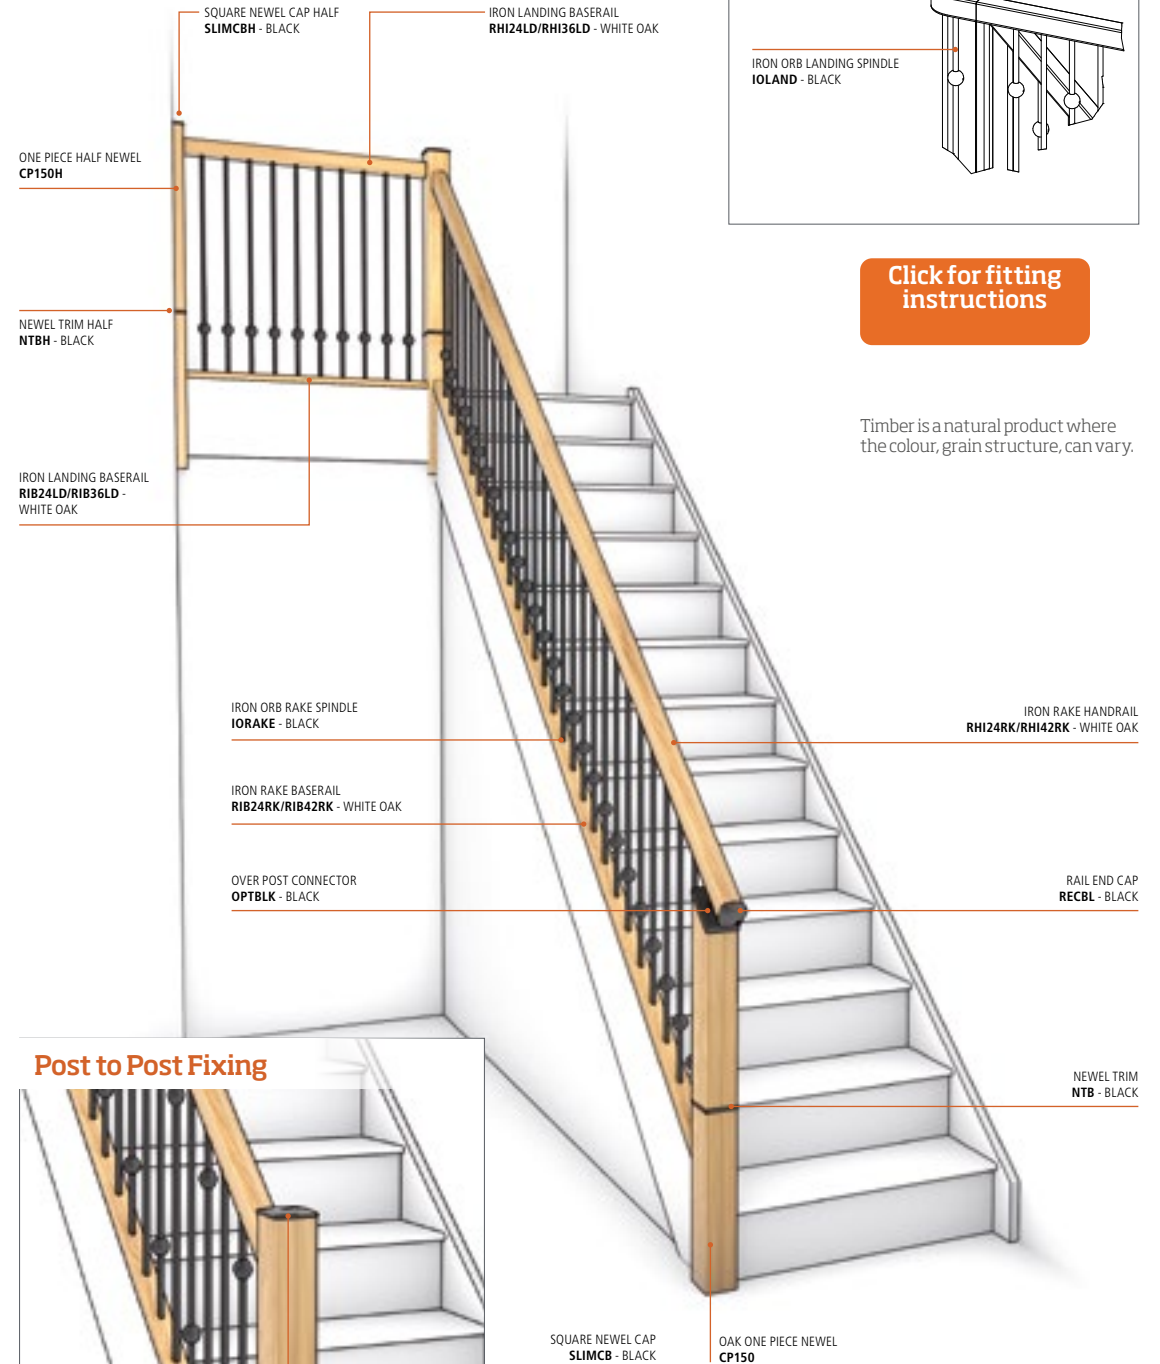 SQUARE NEWEL CAP HALF
SLIMCBH - BLACK
IRON LANDING BASERAIL
RHI24LD/RHI36LD - WHITE OAK
IRON ORB LANDING SPINDLE
IOLAND - BLACK
ONE PIECE HALF NEWEL
CP150H
Click for fitting
instructions
NEWEL TRIM HALF
NTBH - BLACK
Timber is a natural product where
the colour, grain structure, can vary.
IRON LANDING BASERAIL
RIB24LD/RIB36LD -
WHITE OAK
IRON ORB RAKE SPINDLE
IORAKE - BLACK
IRON RAKE HANDRAIL
RHI24RK/RHI42RK - WHITE OAK
IRON RAKE BASERAIL
RIB24RK/RIB42RK - WHITE OAK
OVER POST CONNECTOR
OPTBLK - BLACK
RAIL END CAP
RECBL - BLACK
Post to Post Fixing
NEWEL TRIM
NTB - BLACK
SQUARE NEWEL CAP
SLIMCB - BLACK
OAK ONE PIECE NEWEL
CP150